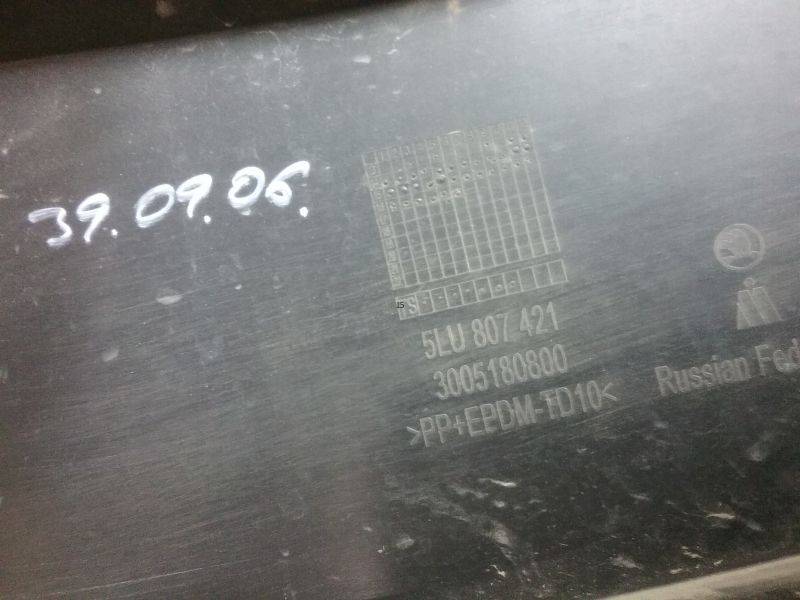 39.09.06.
5LU 807 421
3005180800
>PP+EPDM-TD10<
Russian Fed